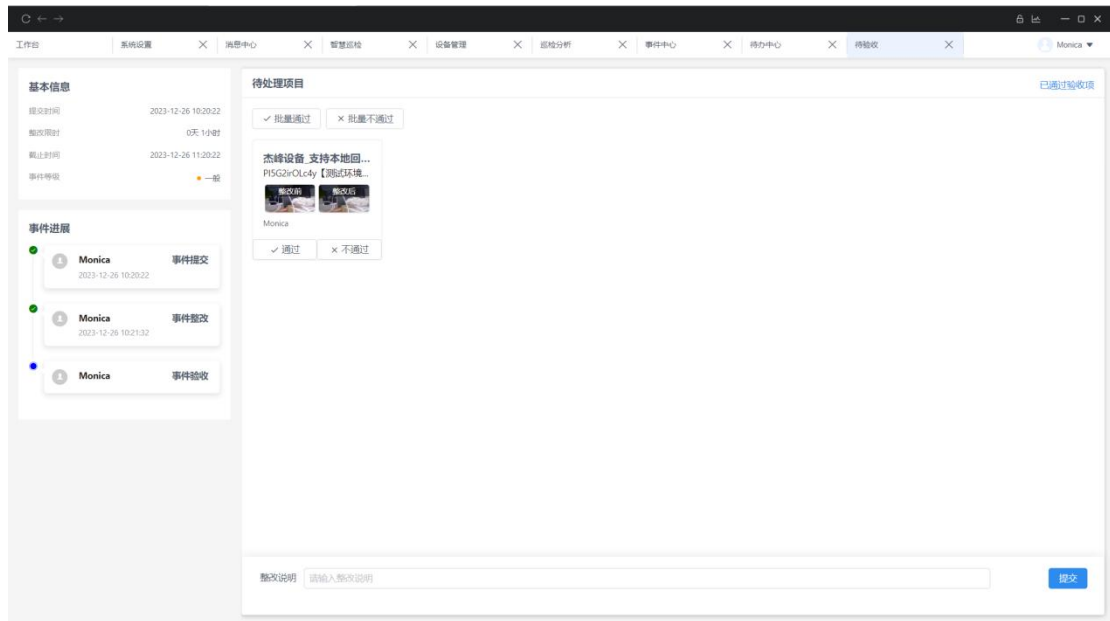 工作台 系统设置 消息中心 智慧巡检 设备管理 巡检分析 事件中心 待办中心 待验收 Monica
基本信息
提交时间 2023-12-26 10:20:22
整改限时 0天 1小时
截止时间 2023-12-26 11:20:22
事件等级 一般
事件进展
Monica 事件提交
2023-12-26 10:20:22
Monica 事件整改
2023-12-26 10:21:32
Monica 事件验收
待处理项目 已通过验收项
批量通过 批量不通过
杰峰设备_支持本地回...
PI5G2irOLc4y【测试环境...
整改前 整改后
Monica
通过 不通过
整改说明 请输入整改说明 提交